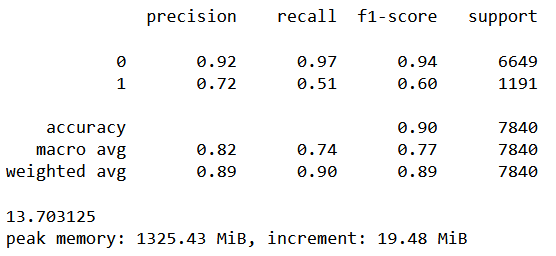 precision recall f1-score support
0 0.92 0.97 0.94 6649
1 0.72 0.51 0.60 1191
accuracy 0.90 7840
macro avg 0.82 0.74 0.77 7840
weighted avg 0.89 0.90 0.89 7840
13.703125
peak memory: 1325.43 MiB, increment: 19.48 MiB